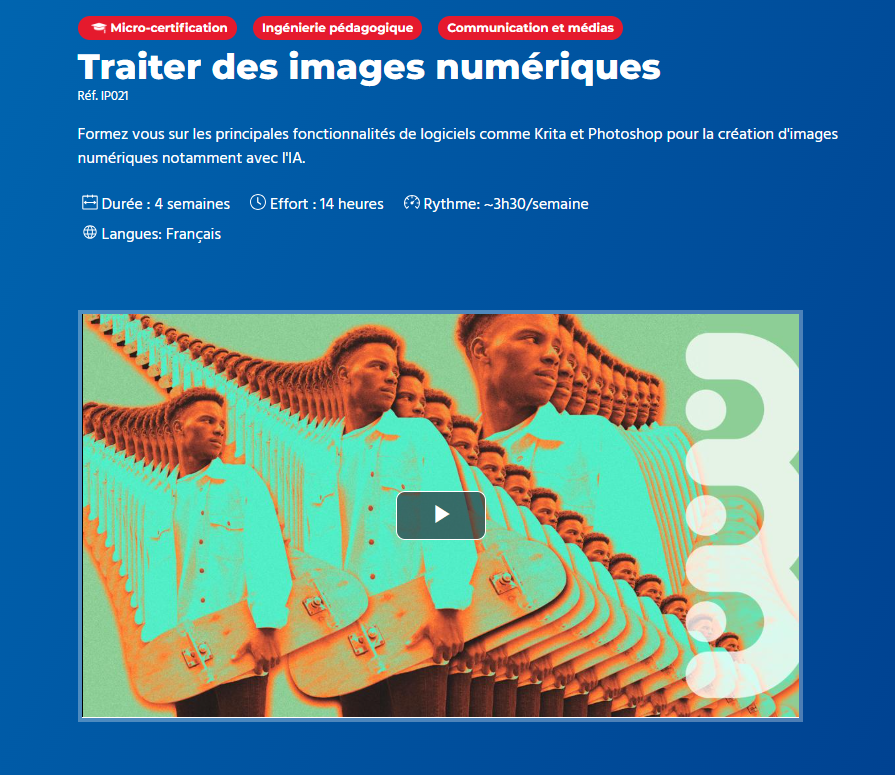 Micro-certification
Ingénierie pédagogique
Communication et médias
Traiter des images numériques
Réf. IP021
Formez vous sur les principales fonctionnalités de logiciels comme Krita et Photoshop pour la création d'images
numériques notamment avec l'IA.
Durée : 4 semaines
Effort : 14 heures
Rythme: ~3h30/semaine
Langues: Français